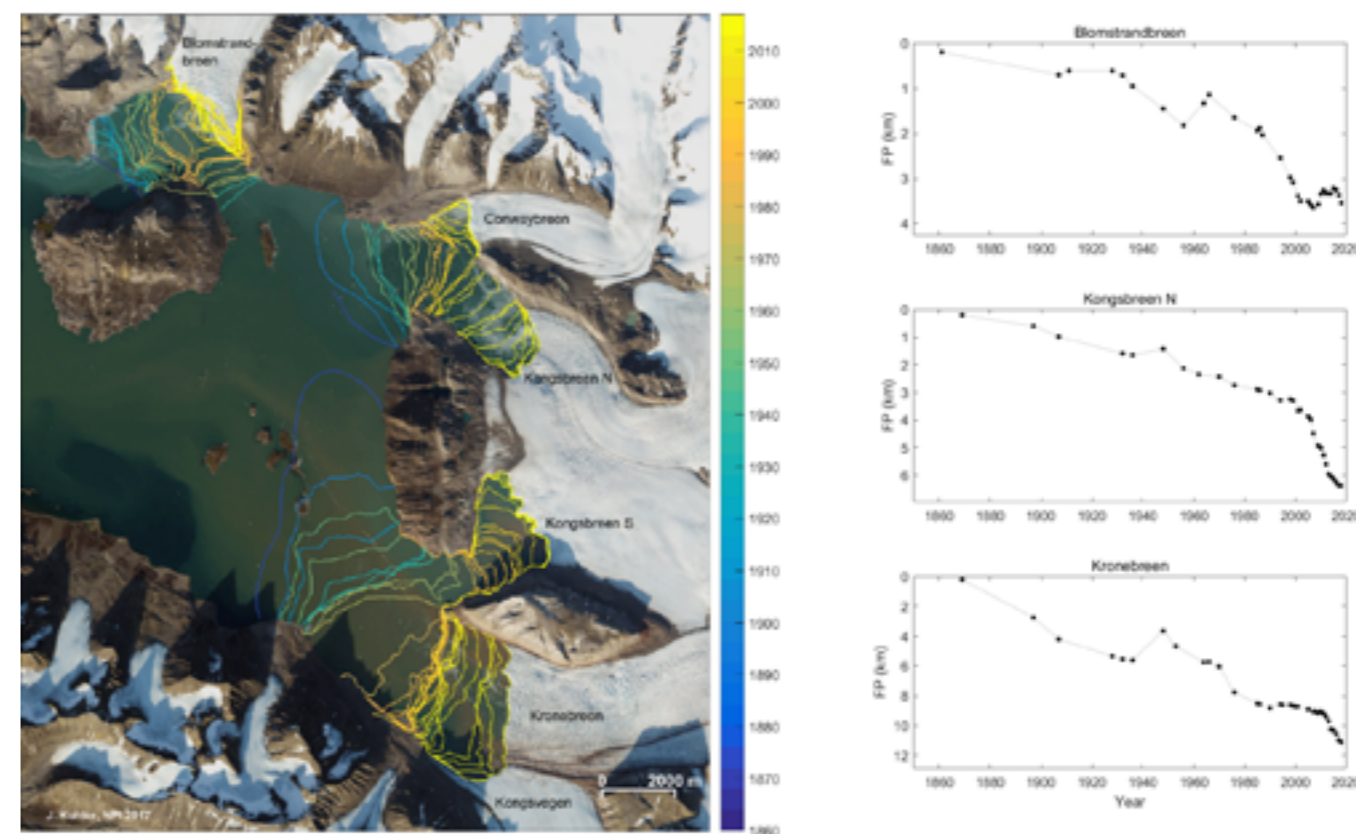 Blomstrand-
breen
Conwaybreen
Kongsbreen N
Kongsbreen S
Kronebreen
Kongsvegen
0 2000 m
J. Kohler, NPI 2017
2010
2000
1990
1980
1970
1960
1950
1940
1930
1920
1910
1900
1890
1880
1870
1860
Blomstrandbreen
0
1
2
3
4
FP (km)
1860 1880 1900 1920 1940 1960 1980 2000 2020
Kongsbreen N
0
1
2
3
4
5
6
FP (km)
1860 1880 1900 1920 1940 1960 1980 2000 2020
Kronebreen
0
2
4
6
8
10
12
FP (km)
1860 1880 1900 1920 1940 1960 1980 2000 2020
Year